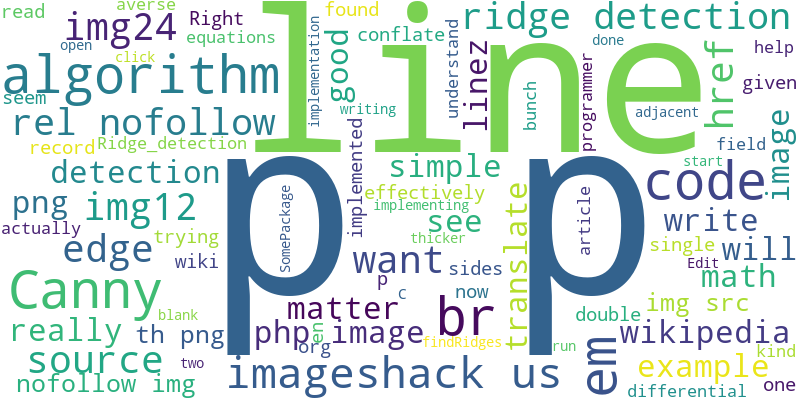 read
averse
found
ridge detection
img24
Right
equations
conflate
open
click
implementation
good
line
linez
understand
done
bunch
programmer
href
help
given
image
algorithm
seem
writing
adjacent
rel nofollow
record
Ridge_detection
implemented
field
start
detection
simple
p p
code
png
img12
SomePackage
effectively
implementing
see
translate
article
write
actually
edge
trying
thicker
want
wiki
sides
p
c
now
single
Edit
will
math
Canny
matter
br
img src
blank
double
really
th png
php image
en
org
findRidges
run
wikipedia
kind
source
two
em
example
nofollow img
imageshack us
differential
one